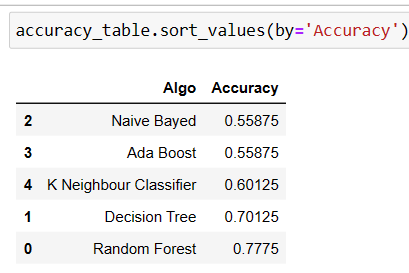 accuracy_table.sort_values(by='Accuracy')
Algo Accuracy
2 Naive Bayed 0.55875
3 Ada Boost 0.55875
4 K Neighbour Classifier 0.60125
1 Decision Tree 0.70125
0 Random Forest 0.7775